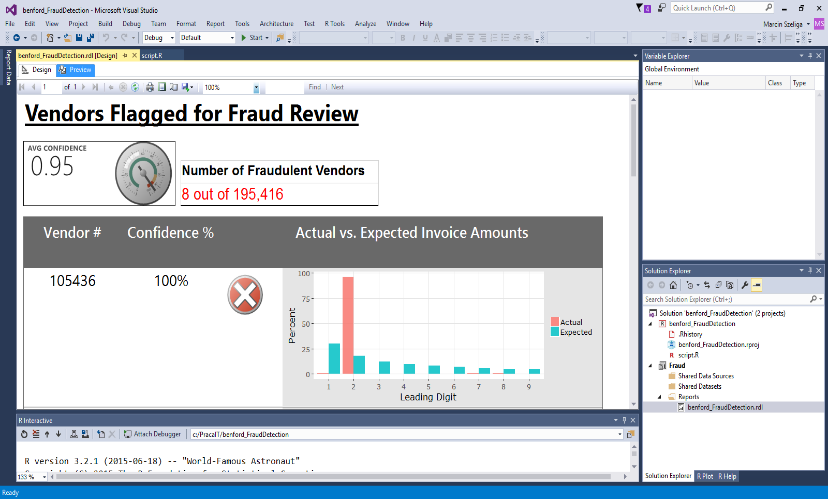 benford_FraudDetection - Microsoft Visual Studio
4
Quick Launch (Ctrl+Q)
File Edit View Project Build Debug Team Format Report Tools Architecture Test R Tools Analyze Window Help
Marcin Szeliga
MS
Debug Default Start
Report Data
benford_FraudDetection.rdl [Design] script.R
Design Preview
1 of 1 100% Find | Next
Vendors Flagged for Fraud Review
AVG CONFIDENCE
0.95
Number of Fraudulent Vendors
8 out of 195,416
Vendor # Confidence % Actual vs. Expected Invoice Amounts
105436 100%
100
75
50
25
0
Percent
1 2 3 4 5 6 7 8 9
Leading Digit
Actual
Expected
R Interactive
Attach Debugger c:/PracaIT/benford_FraudDetection
R version 3.2.1 (2015-06-18) -- "World-Famous Astronaut"
133 %
Variable Explorer
Global Environment
Name Value Class Type
Solution Explorer
Search Solution Explorer (Ctrl+;)
Solution 'benford_FraudDetection' (2 projects)
benford_FraudDetection
.Rhistory
benford_FraudDetection.rproj
script.R
Fraud
Shared Data Sources
Shared Datasets
Reports
benford_FraudDetection.rdl
Solution Explorer R Plot R Help
Ready